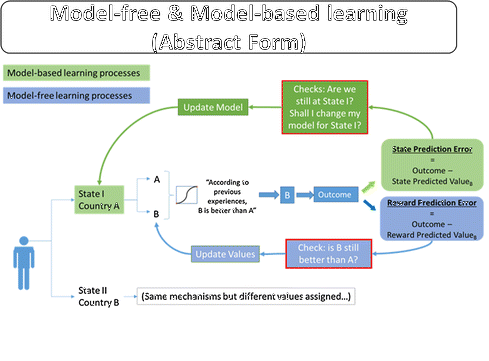 Model-free & Model-based learning
(Abstract Form)
Model-based learning processes
Model-free learning processes
Update Model
Checks: Are we
still at State I?
Shall I change my
model for State I?
State Prediction Error
=
Outcome –
State Predicted ValueB
State I
Country A
A
B
"According to
previous
experiences,
B is better than A"
B
Outcome
Reward Prediction Error
=
Outcome –
Reward Predicted ValueB
Update Values
Check: is B still
better than A?
State II
Country B
(Same mechanisms but different values assigned…)